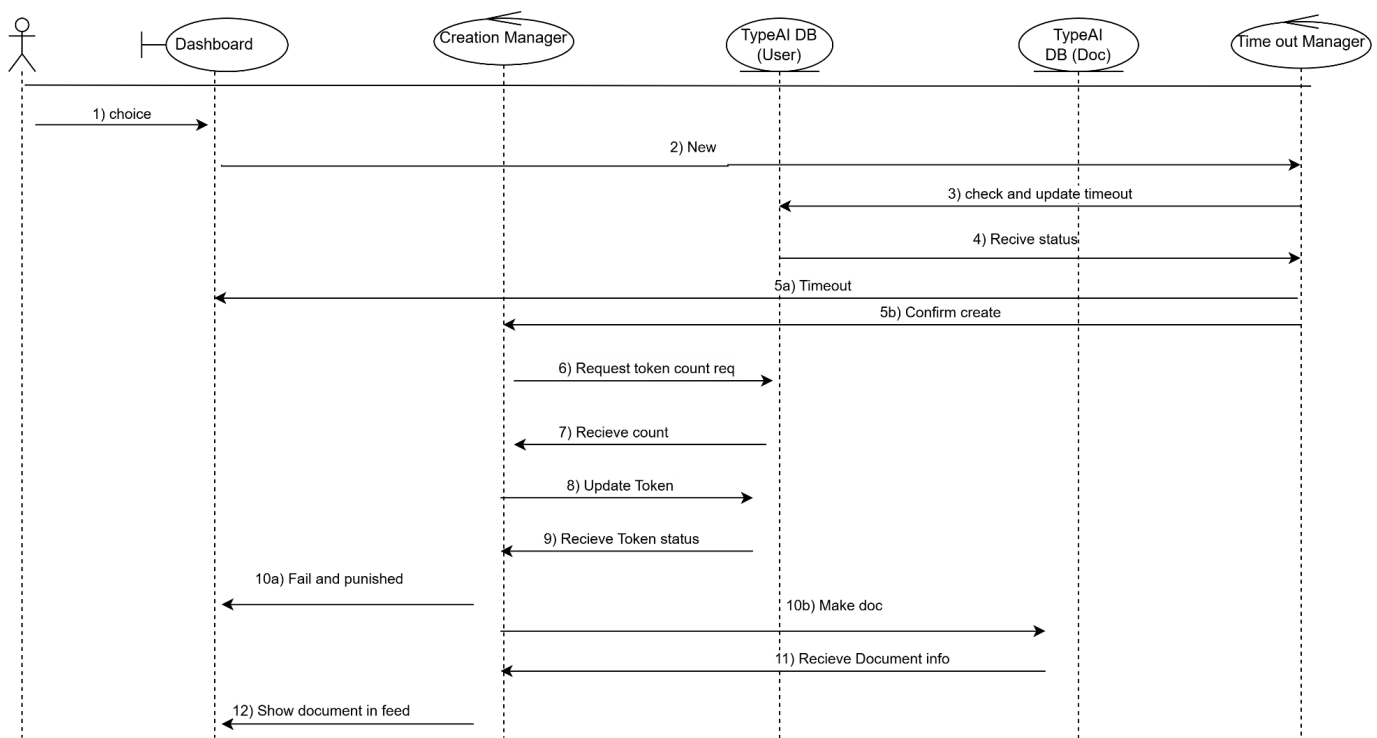 Dashboard
Creation Manager
TypeAI DB
(User)
TypeAI
DB (Doc)
Time out Manager
1) choice
2) New
3) check and update timeout
4) Recive status
5a) Timeout
5b) Confirm create
6) Request token count req
7) Recieve count
8) Update Token
9) Recieve Token status
10a) Fail and punished
10b) Make doc
11) Recieve Document info
12) Show document in feed